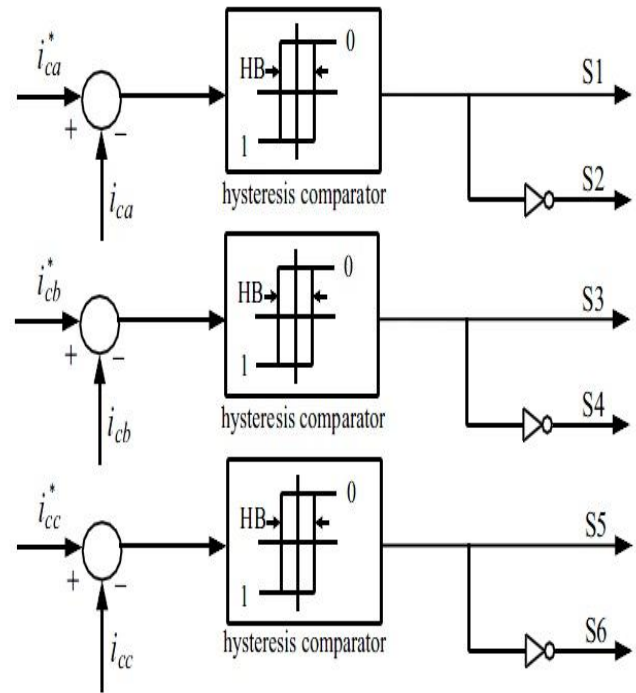 i*ca
+
−
ica
HB
0
1
hysteresis comparator
S1
S2
i*cb
+
−
icb
HB
0
1
hysteresis comparator
S3
S4
i*cc
+
−
icc
HB
0
1
hysteresis comparator
S5
S6